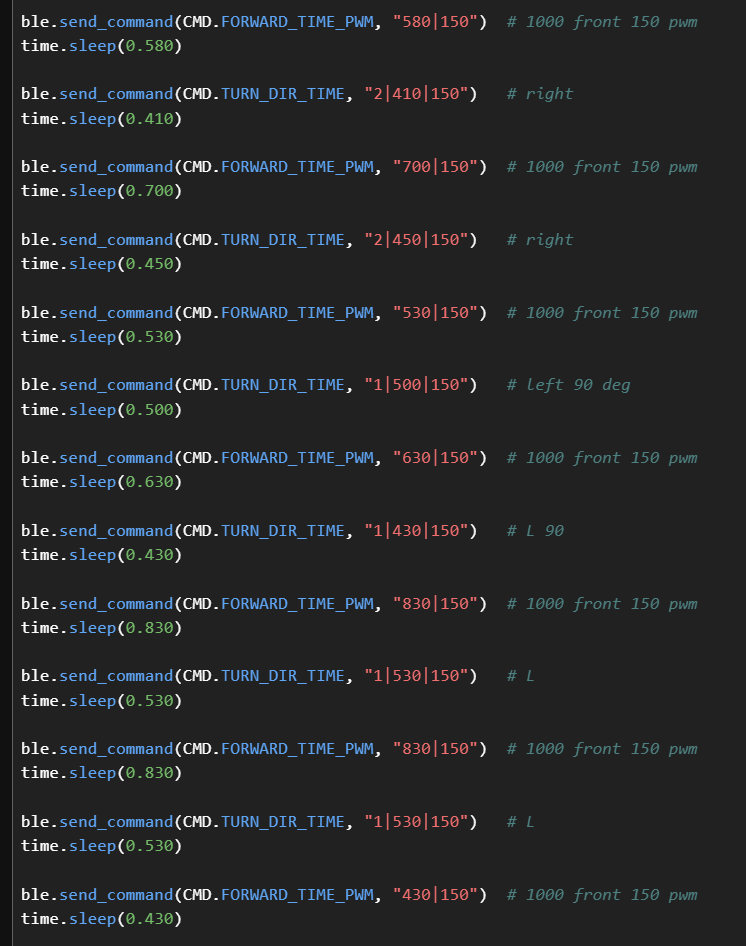 ble.send_command(CMD.FORWARD_TIME_PWM, "580|150")  # 1000 front 150 pwm
time.sleep(0.580)
ble.send_command(CMD.TURN_DIR_TIME, "2|410|150")   # right
time.sleep(0.410)
ble.send_command(CMD.FORWARD_TIME_PWM, "700|150")  # 1000 front 150 pwm
time.sleep(0.700)
ble.send_command(CMD.TURN_DIR_TIME, "2|450|150")   # right
time.sleep(0.450)
ble.send_command(CMD.FORWARD_TIME_PWM, "530|150")  # 1000 front 150 pwm
time.sleep(0.530)
ble.send_command(CMD.TURN_DIR_TIME, "1|500|150")   # left 90 deg
time.sleep(0.500)
ble.send_command(CMD.FORWARD_TIME_PWM, "630|150")  # 1000 front 150 pwm
time.sleep(0.630)
ble.send_command(CMD.TURN_DIR_TIME, "1|430|150")   # L 90
time.sleep(0.430)
ble.send_command(CMD.FORWARD_TIME_PWM, "830|150")  # 1000 front 150 pwm
time.sleep(0.830)
ble.send_command(CMD.TURN_DIR_TIME, "1|530|150")   # L
time.sleep(0.530)
ble.send_command(CMD.FORWARD_TIME_PWM, "830|150")  # 1000 front 150 pwm
time.sleep(0.830)
ble.send_command(CMD.TURN_DIR_TIME, "1|530|150")   # L
time.sleep(0.530)
ble.send_command(CMD.FORWARD_TIME_PWM, "430|150")  # 1000 front 150 pwm
time.sleep(0.430)